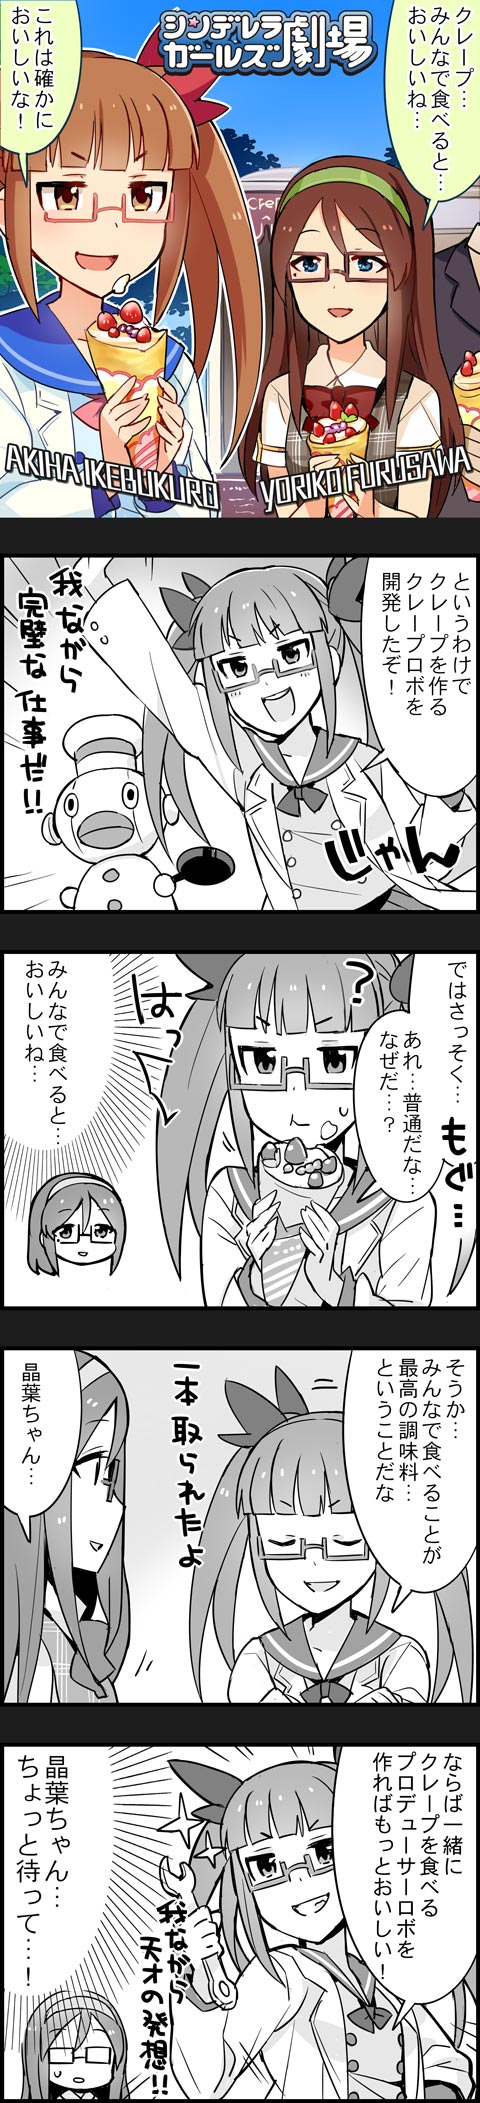 シンデレラ
ガールズ劇場
クレープ…
みんなで食べると…
おいしいね…
これは確かに
おいしいな！
Cre
AKIHA IKEBUKURO
YORIKO FURUSAWA
というわけで
クレープを作る
クレープロボを
開発したぞ！
じゃん
我ながら
完璧な仕事だ!!
ではさっそく…
もぐ…
あれ…普通だな…
なぜだ…？
?
はっ
みんなで食べると…
おいしいね…
そうか…
みんなで食べることが
最高の調味料…
ということだな
一本取られたよ
晶葉ちゃん…
ならば一緒に
クレープを食べる
プロデューサーロボを
作ればもっとおいしい！
我ながら
天才の発想!!
晶葉ちゃん…
ちょっと待って…！